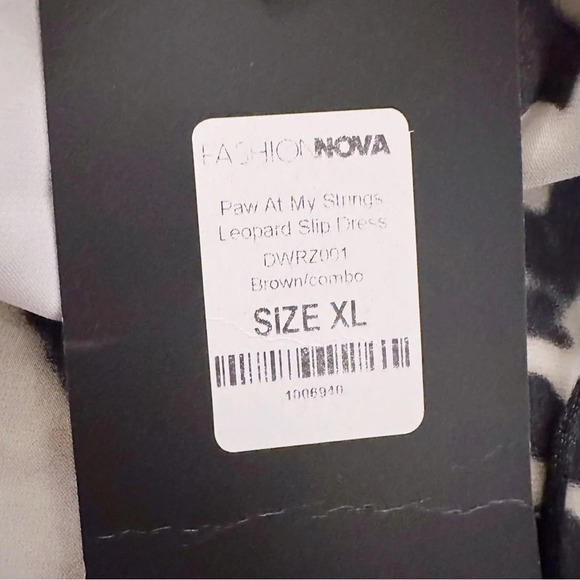 FASHIONNOVA
Paw At My Strings
Leopard Slip Dress
DWRZ001
Brown/combo
SIZE XL
1006940